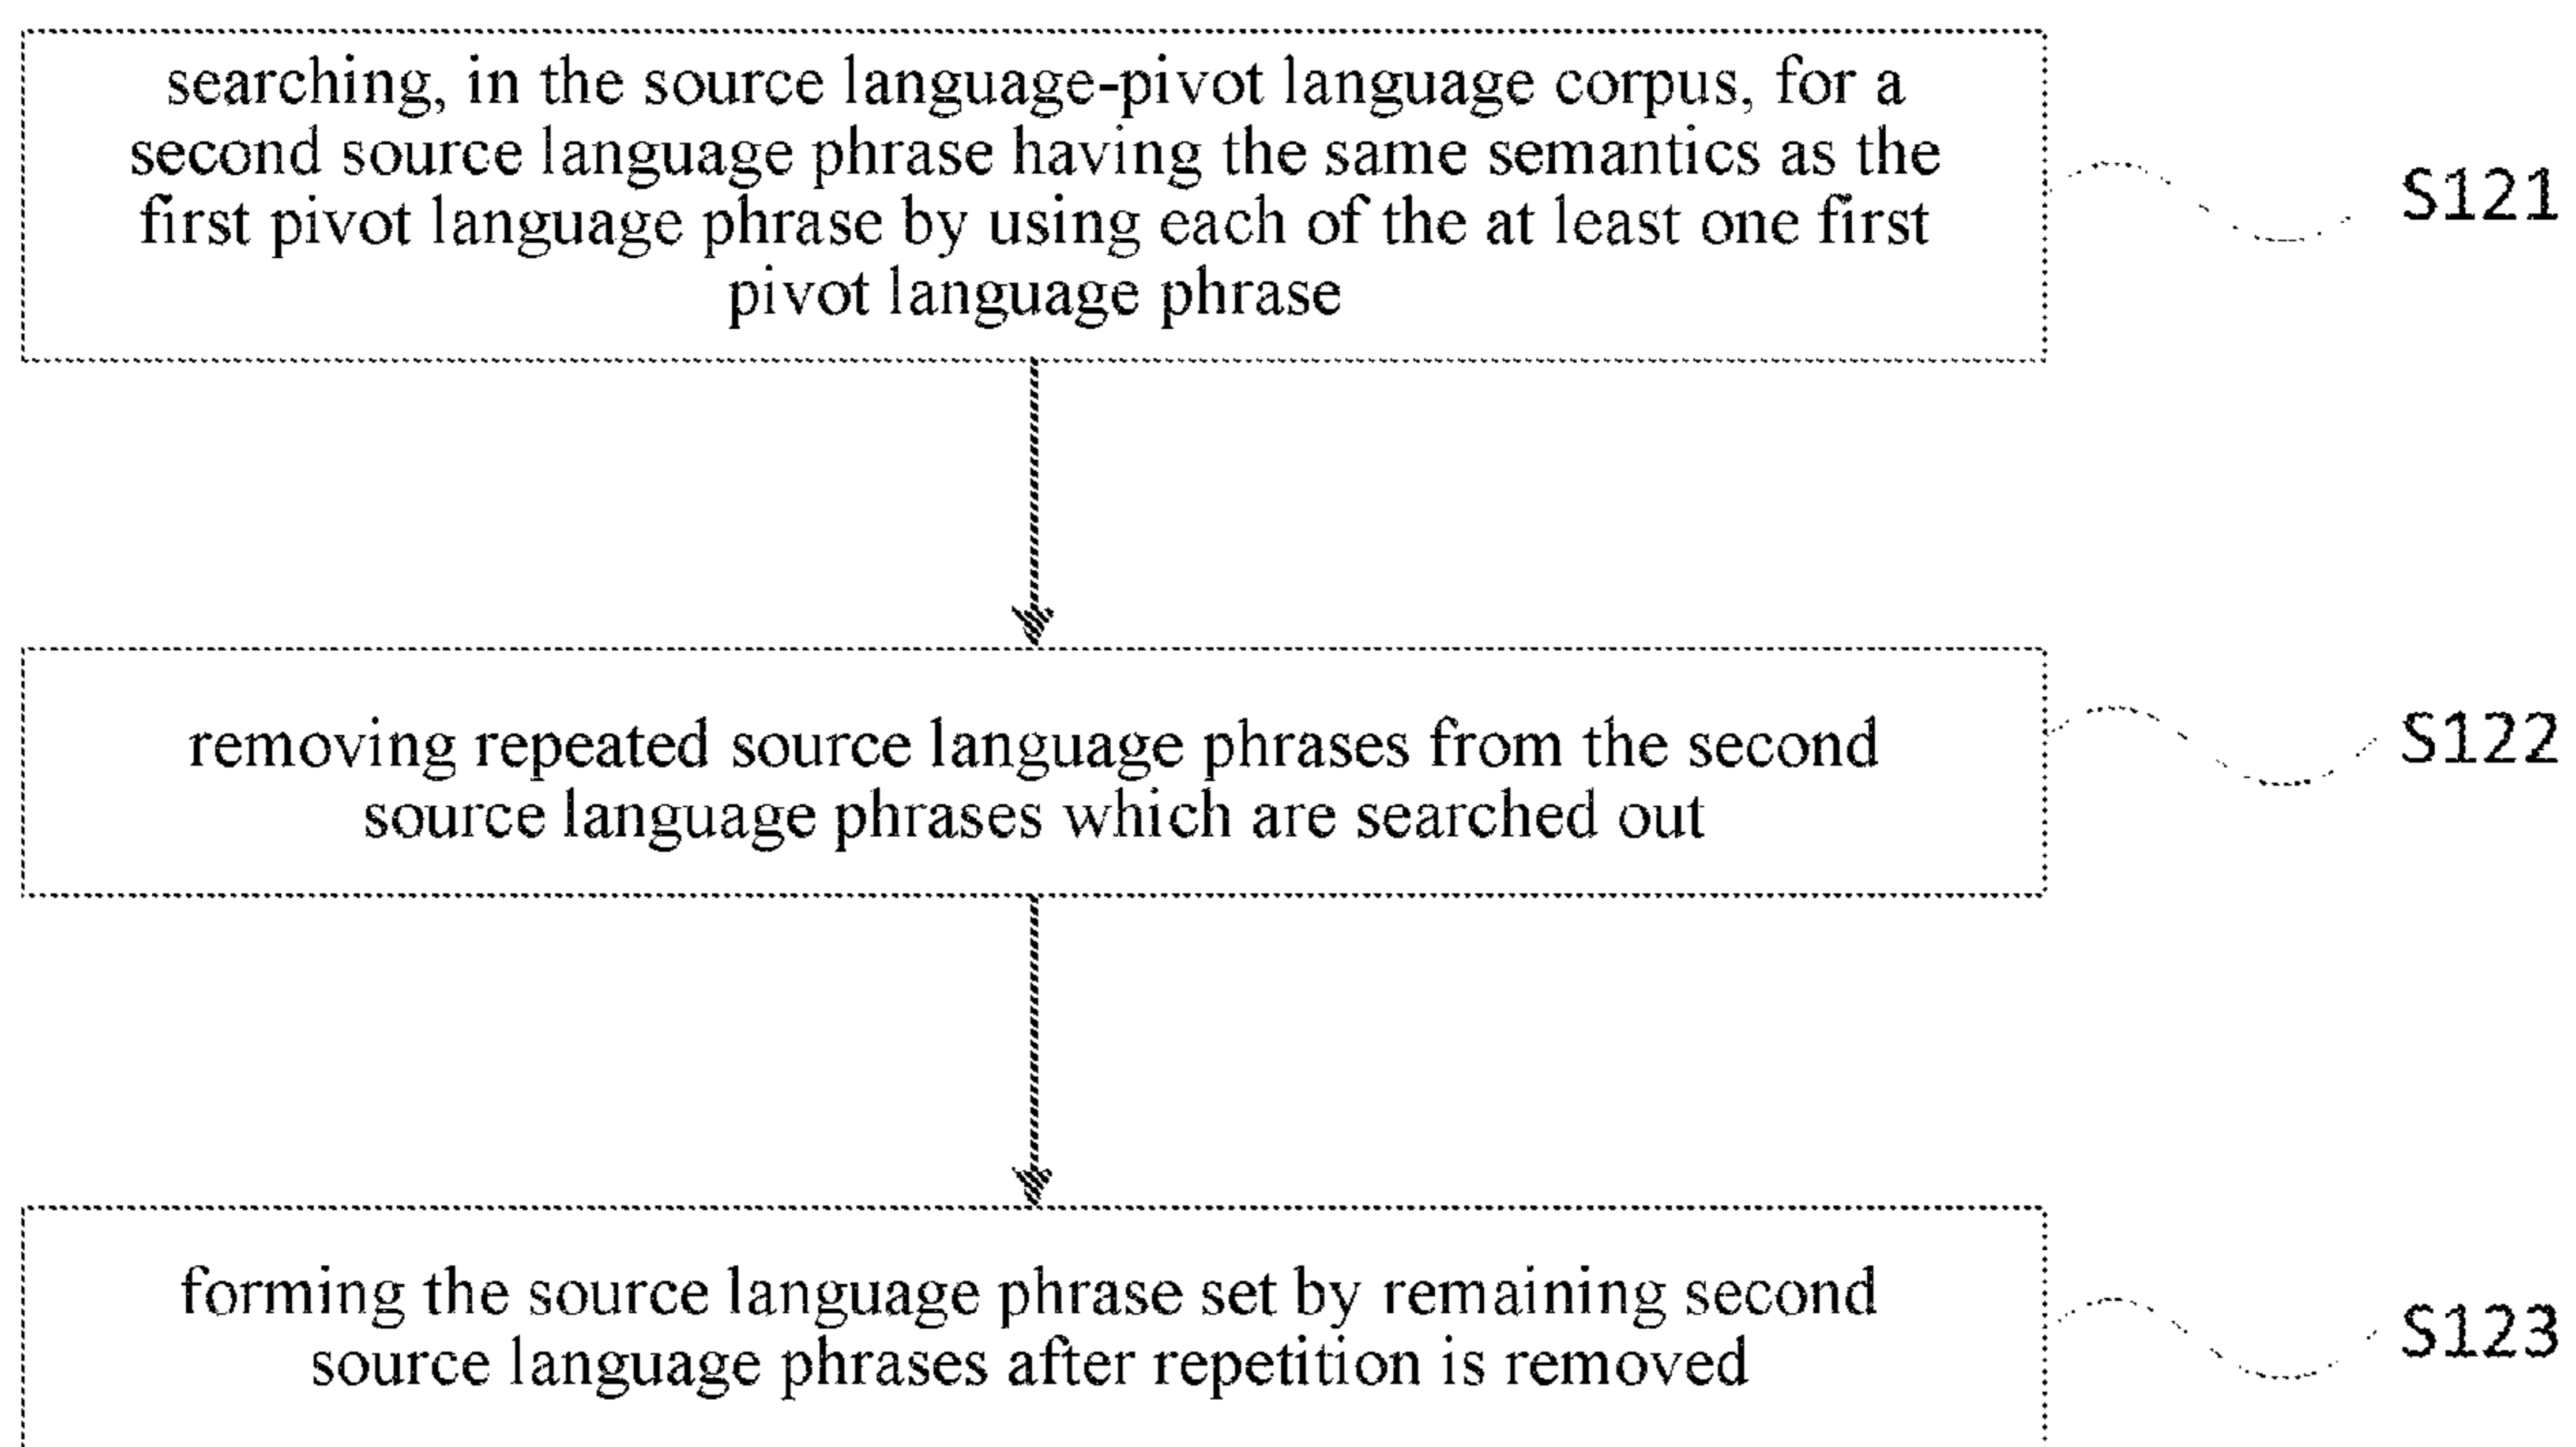 searching, in the source language-pivot language corpus, for a
second source language phrase having the same semantics as the
first pivot language phrase by using each of the at least one first
pivot language phrase
S121
removing repeated source language phrases from the second
source language phrases which are searched out
S122
forming the source language phrase set by remaining second
source language phrases after repetition is removed
S123